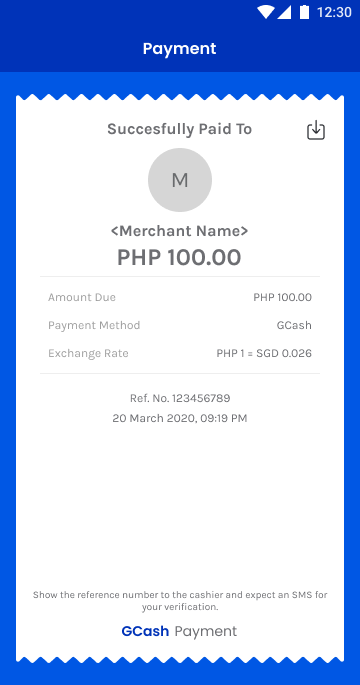 12:30
Payment
Succesfully Paid To
M
<Merchant Name>
PHP 100.00
Amount Due PHP 100.00
Payment Method GCash
Exchange Rate PHP 1 = SGD 0.026
Ref. No. 123456789
20 March 2020, 09:19 PM
Show the reference number to the cashier and expect an SMS for
your verification.
GCash Payment